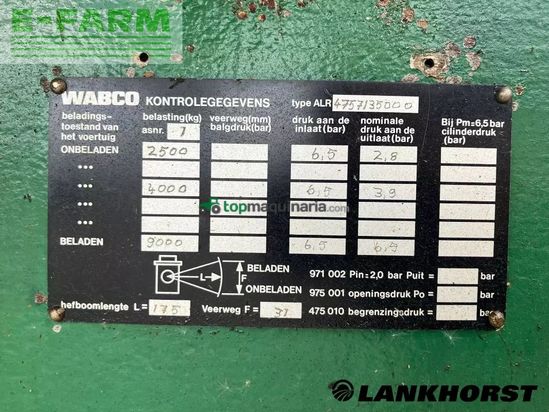 E-FARM
WABCO KONTROLEGEGEVENS type ALR 4757135000
beladings- toestand van het voertuig
belasting(kg) asnr. 1
veerweg(mm) balgdruk(bar)
druk aan de inlaat(bar)
nominale druk aan de uitlaat(bar)
Bij Pm=6,5bar cilinderdruk (bar)
ONBELADEN 2500 6,5 2,8
•••
••• 4000 6,5 3,9
•••
•••
BELADEN 9000 6,5 6,5
topmaquinaria.com
L F BELADEN
ONBELADEN
971 002 Pin=2,0 bar Puit = bar
975 001 openingsdruk Po = bar
475 010 begrenzingsdruk = bar
hefboomlengte L = 175 Veerweg F = 31
LANKHORST